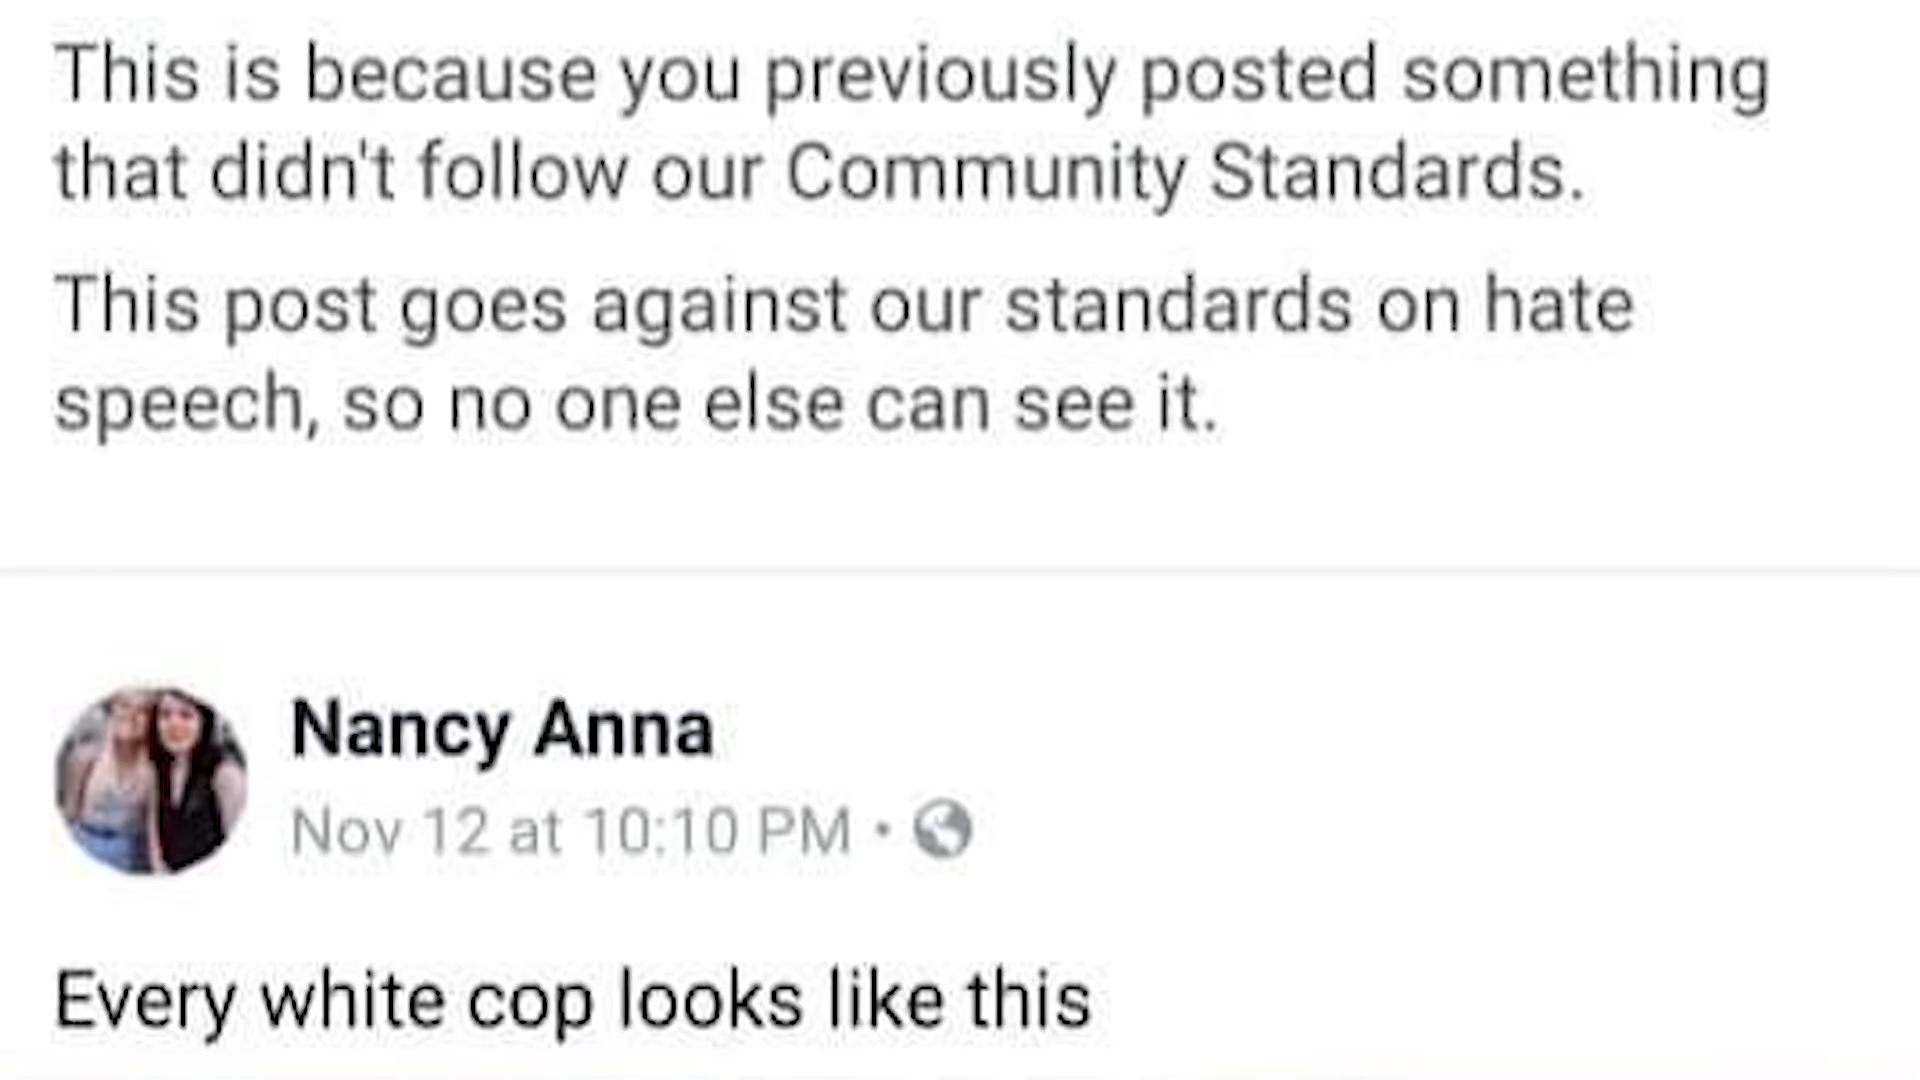 This is because you previously posted something
that didn't follow our Community Standards.
This post goes against our standards on hate
speech, so no one else can see it.
Nancy Anna
Nov 12 at 10:10 PM ·
Every white cop looks like this